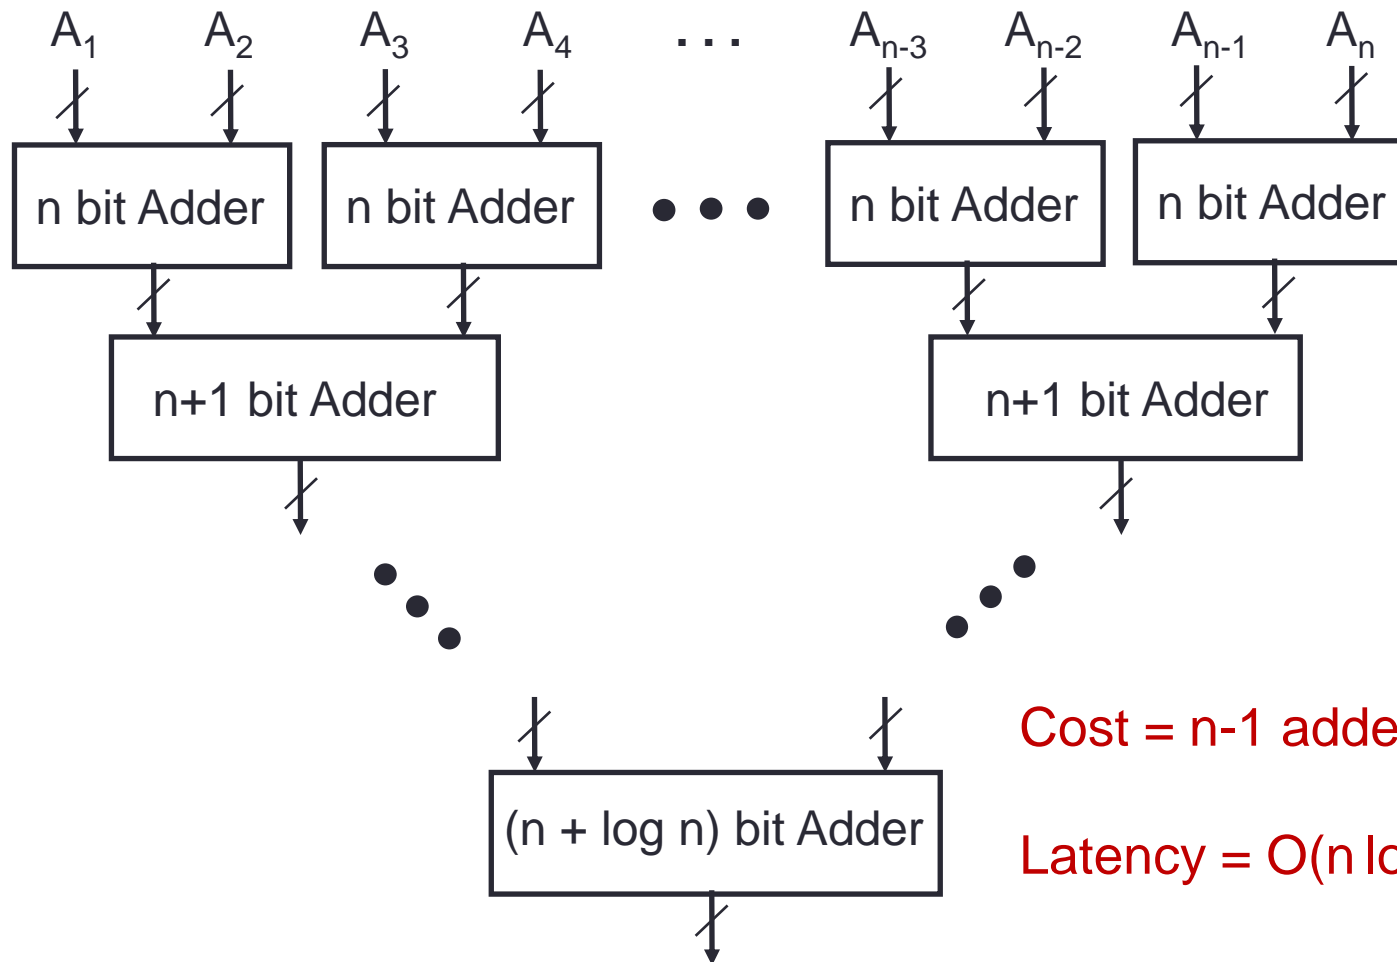 A1 A2 A3 A4 ... An-3 An-2 An-1 An
n bit Adder n bit Adder n bit Adder n bit Adder
n+1 bit Adder n+1 bit Adder
Cost = n-1
(n + log n) bit Adder
Latency = O(n